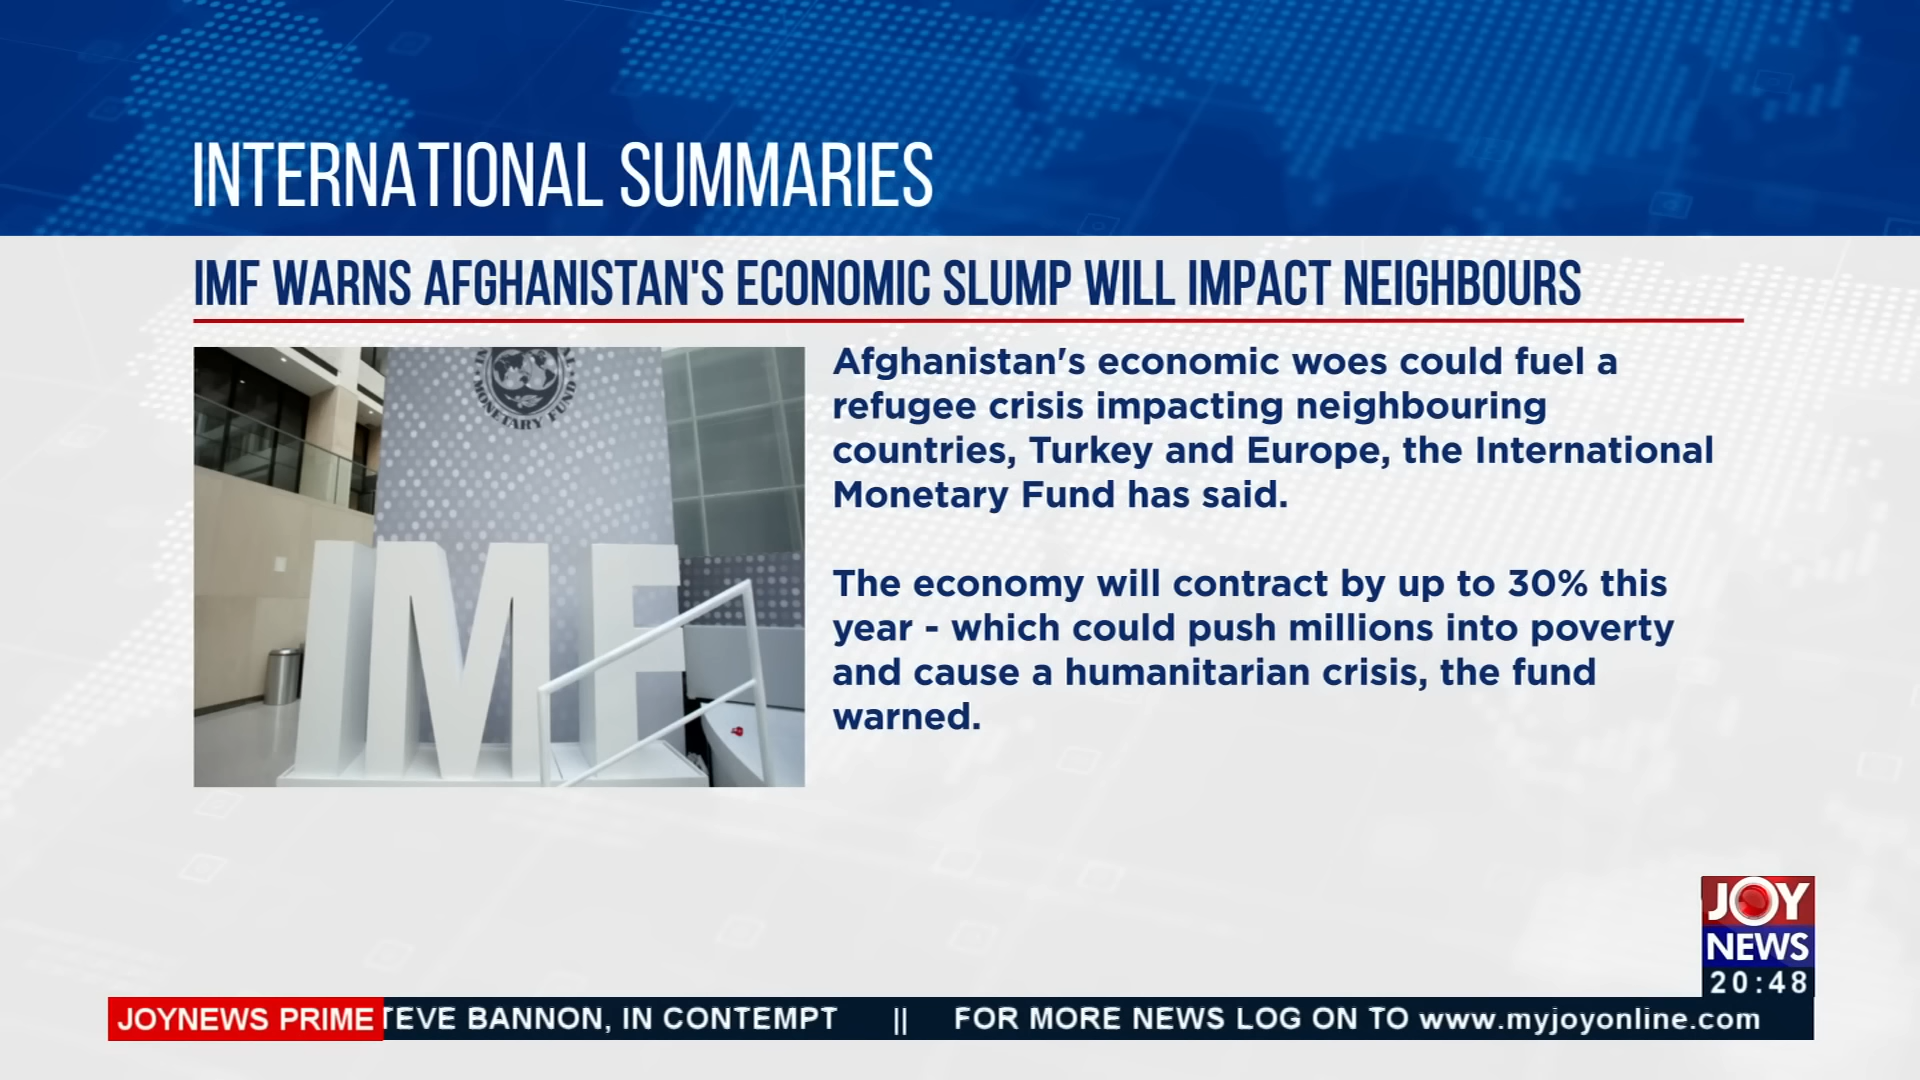 INTERNATIONAL SUMMARIES
IMF WARNS AFGHANISTAN'S ECONOMIC SLUMP WILL IMPACT NEIGHBOURS
Afghanistan's economic woes could fuel a
refugee crisis impacting neighbouring
countries, Turkey and Europe, the International
Monetary Fund has said.
The economy will contract by up to 30% this
year - which could push millions into poverty
and cause a humanitarian crisis, the fund
warned.
MONETARY FUND
IMF
JOY
NEWS
20:48
JOYNEWS PRIME TEVE BANNON, IN CONTEMPT || FOR MORE NEWS LOG ON TO www.myjoyonline.com